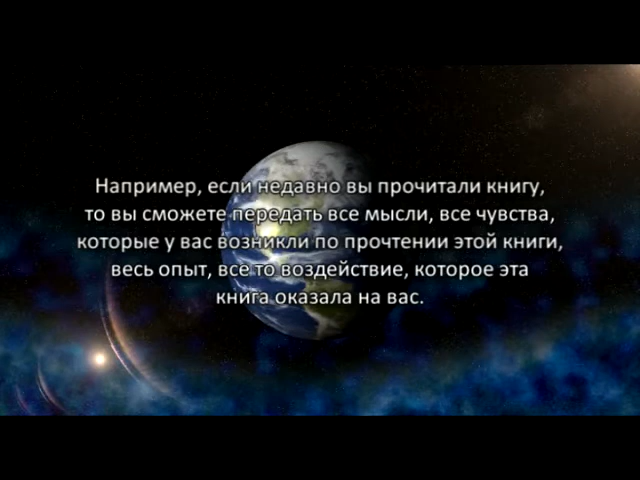 Например, если недавно вы прочитали книгу,
то вы сможете передать все мысли, все чувства,
которые у вас возникли по прочтении этой книги,
весь опыт, всё то воздействие, которое эта
книга оказала на вас.